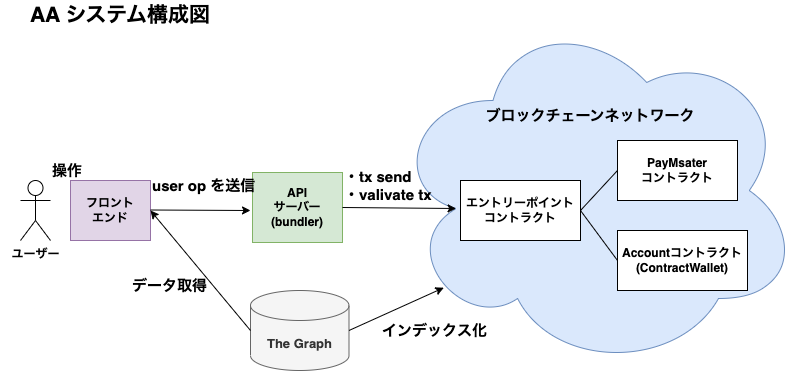 AA システム構成図
ブロックチェーンネットワーク
操作
user op を送信
・tx send
・valivate tx
ユーザー
フロント
エンド
API
サーバー
(bundler)
エントリーポイント
コントラクト
PayMsater
コントラクト
Accountコントラクト
(ContractWallet)
データ取得
The Graph
インデックス化